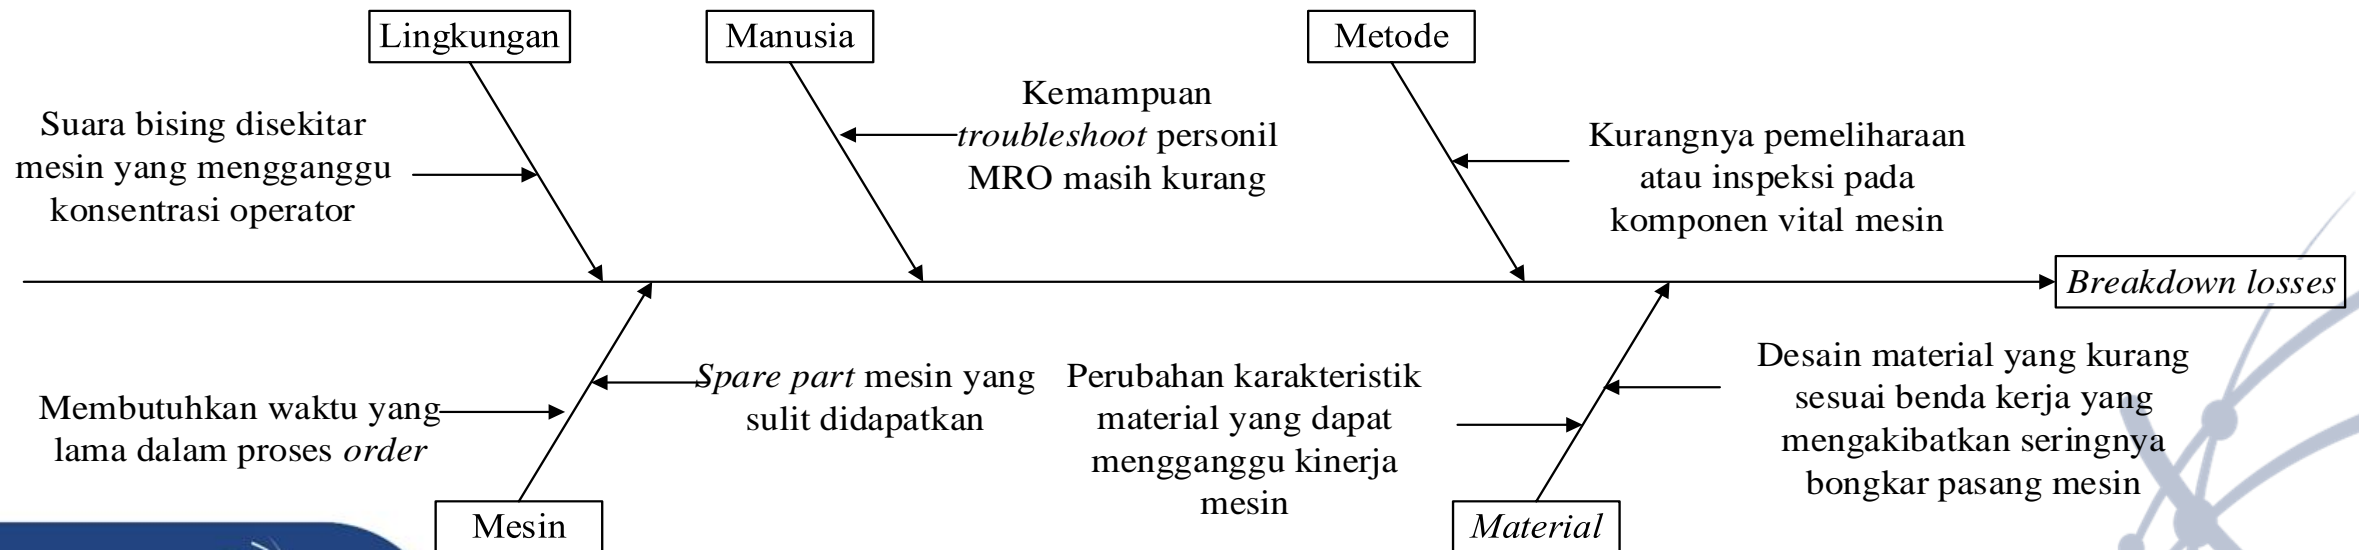 Lingkungan
Manusia
Metode
Suara bising disekitar
mesin yang mengganggu
konsentrasi operator
Kemampuan
troubleshoot personil
MRO masih kurang
Kurangnya pemeliharaan
atau inspeksi pada
komponen vital mesin
Breakdown losses
Membutuhkan waktu yang
lama dalam proses order
Spare part mesin yang
sulit didapatkan
Perubahan karakteristik
material yang dapat
mengganggu kinerja
mesin
Desain material yang kurang
sesuai benda kerja yang
mengakibatkan seringnya
bongkar pasang mesin
Mesin
Material